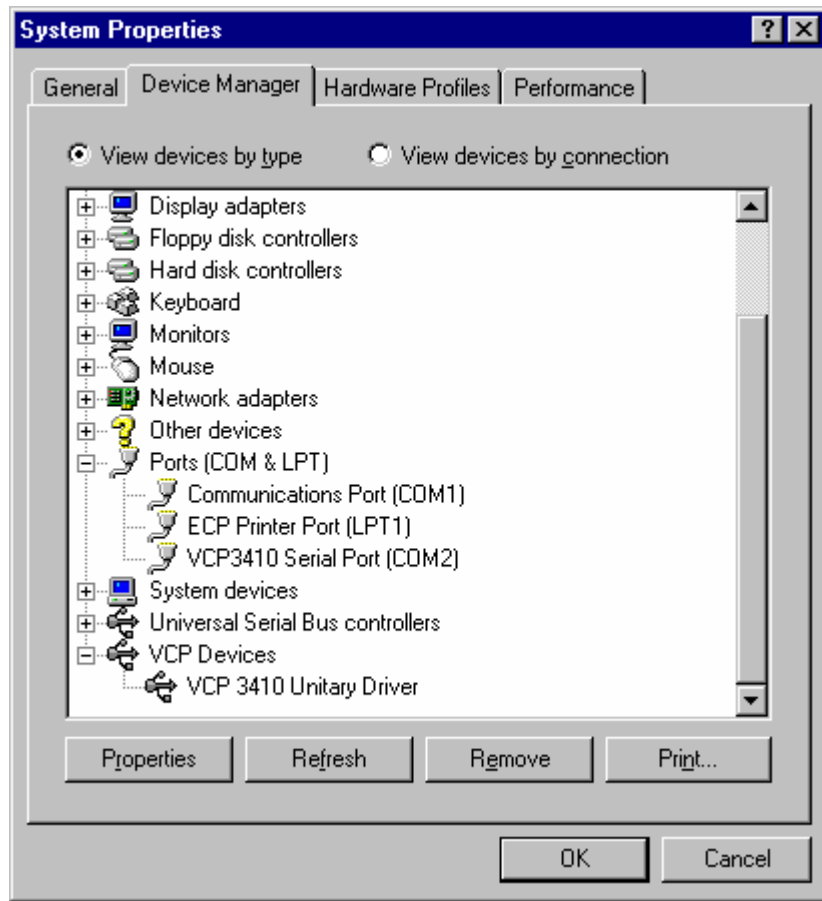 System Properties
General Device Manager Hardware Profiles Performance
View devices by type View devices by connection
Display adapters
Floppy disk controllers
Hard disk controllers
Keyboard
Monitors
Mouse
Network adapters
Other devices
Ports (COM & LPT)
Communications Port (COM1)
ECP Printer Port (LPT1)
VCP3410 Serial Port (COM2)
System devices
Universal Serial Bus controllers
VCP Devices
VCP 3410 Unitary Driver
Properties Refresh Remove Print...
OK Cancel